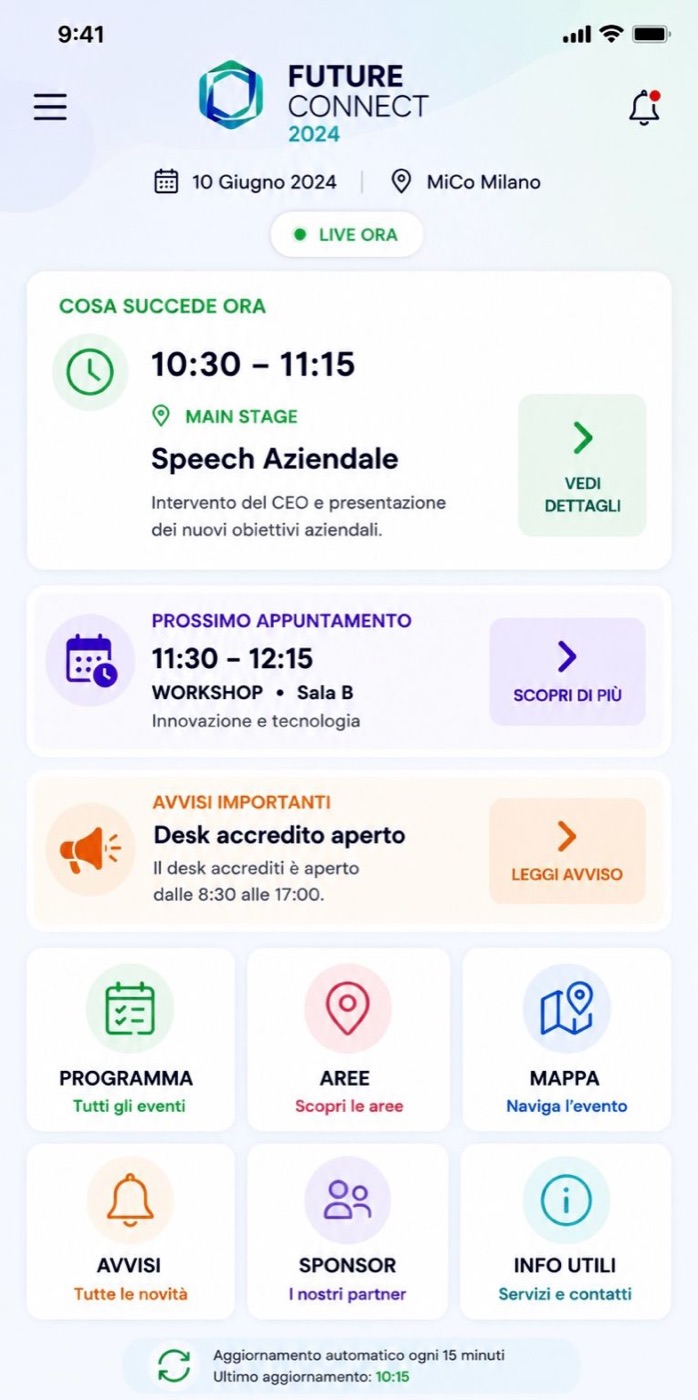 9:41
FUTURE
CONNECT
2024
10 Giugno 2024 | MiCo Milano
LIVE ORA
COSA SUCCEDE ORA
10:30 – 11:15
MAIN STAGE
Speech Aziendale
Intervento del CEO e presentazione
dei nuovi obiettivi aziendali.
VEDI
DETTAGLI
PROSSIMO APPUNTAMENTO
11:30 – 12:15
WORKSHOP • Sala B
Innovazione e tecnologia
SCOPRI DI PIÙ
AVVISI IMPORTANTI
Desk accredito aperto
Il desk accrediti è aperto
dalle 8:30 alle 17:00.
LEGGI AVVISO
PROGRAMMA
Tutti gli eventi
AREE
Scopri le aree
MAPPA
Naviga l'evento
AVVISI
Tutte le novità
SPONSOR
I nostri partner
INFO UTILI
Servizi e contatti
Aggiornamento automatico ogni 15 minuti
Ultimo aggiornamento: 10:15